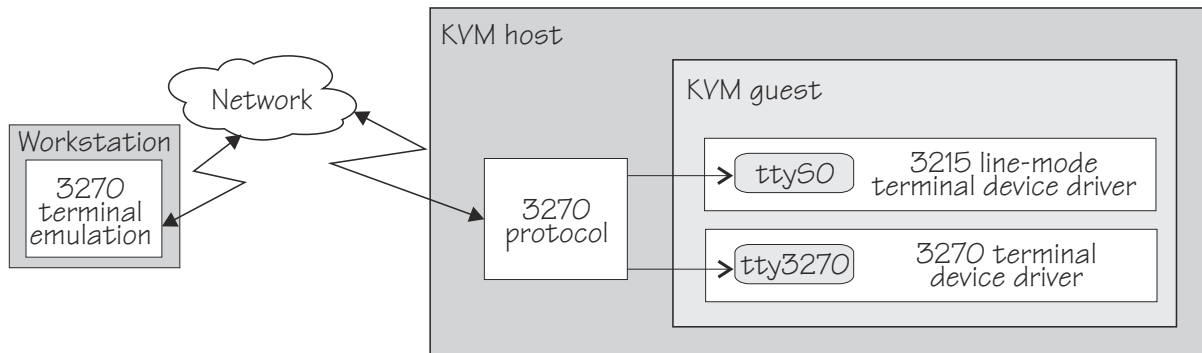 KVM host
KVM guest
Network
Workstation
3270
terminal
emulation
3270
protocol
ttyS0
3215 line-mode
terminal device driver
tty3270
3270 terminal
device driver